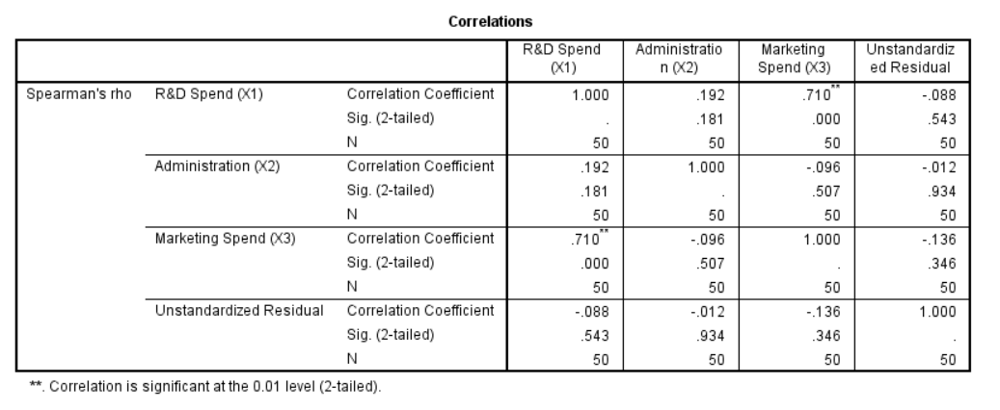 Correlations
R&D Spend (X1) Administratio n (X2) Marketing Spend (X3) Unstandardiz ed Residual
Spearman's rho R&D Spend (X1) Correlation Coefficient 1.000 .192 .710** -.088
Sig. (2-tailed) . .181 .000 .543
N 50 50 50 50
Administration (X2) Correlation Coefficient .192 1.000 -.096 -.012
Sig. (2-tailed) .181 . .507 .934
N 50 50 50 50
Marketing Spend (X3) Correlation Coefficient .710** -.096 1.000 -.136
Sig. (2-tailed) .000 .507 . .346
N 50 50 50 50
Unstandardized Residual Correlation Coefficient -.088 -.012 -.136 1.000
Sig. (2-tailed) .543 .934 .346 .
N 50 50 50 50
**. Correlation is significant at the 0.01 level (2-tailed).